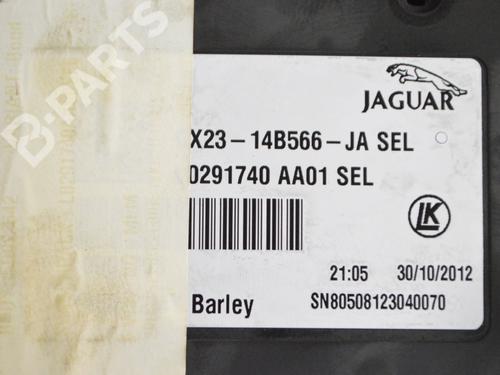 B-PARTS
JAGUAR
X23-14B566-JA SEL
0291740 AA01 SEL
LK
21:05 30/10/2012
Barley SN80508123040070